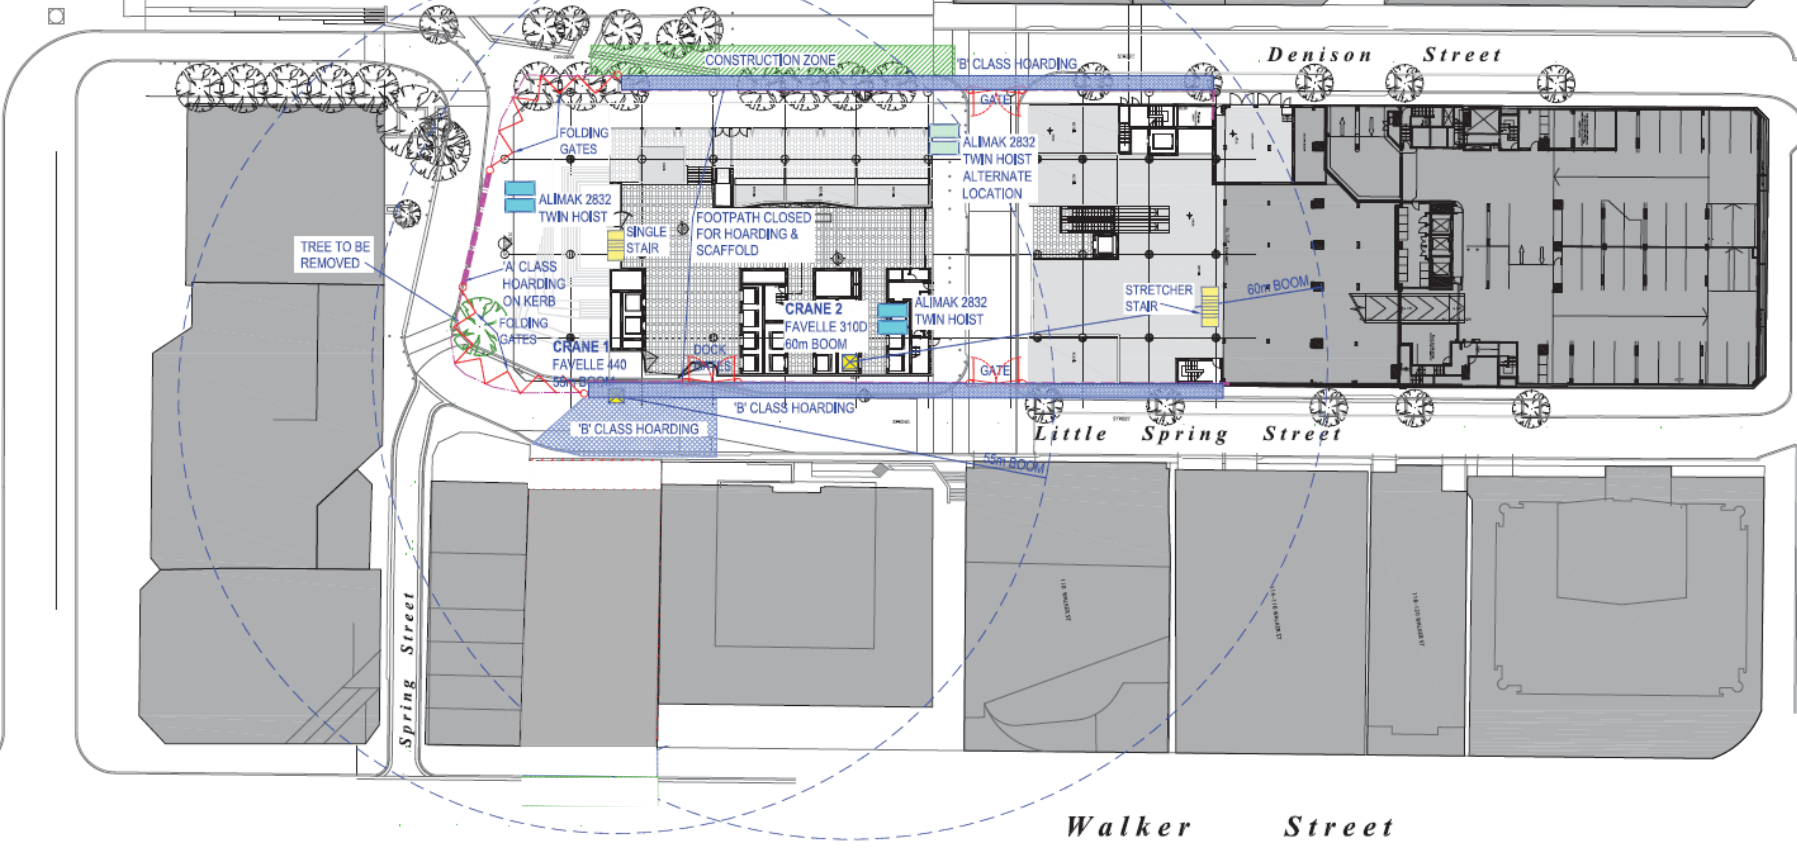 Denison Street
CONSTRUCTION ZONE
'B' CLASS HOARDING
GATE
FOLDING
GATES
ALIMAK 2832
TWIN HOIST
ALTERNATE
LOCATION
ALIMAK 2832
TWIN HOIST
SINGLE
STAIR
FOOTPATH CLOSED
FOR HOARDING &
SCAFFOLD
TREE TO BE
REMOVED
'A' CLASS
HOARDING
ON KERB
FOLDING
GATES
STRETCHER
STAIR
60m BOOM
CRANE 2
FAVELLE 310D
60m BOOM
ALIMAK 2832
TWIN HOIST
CRANE 1
FAVELLE 440
55m BOOM
DOCK
GATE
'B' CLASS HOARDING
'B' CLASS HOARDING
Little Spring Street
55m BOOM
Spring Street
Walker Street